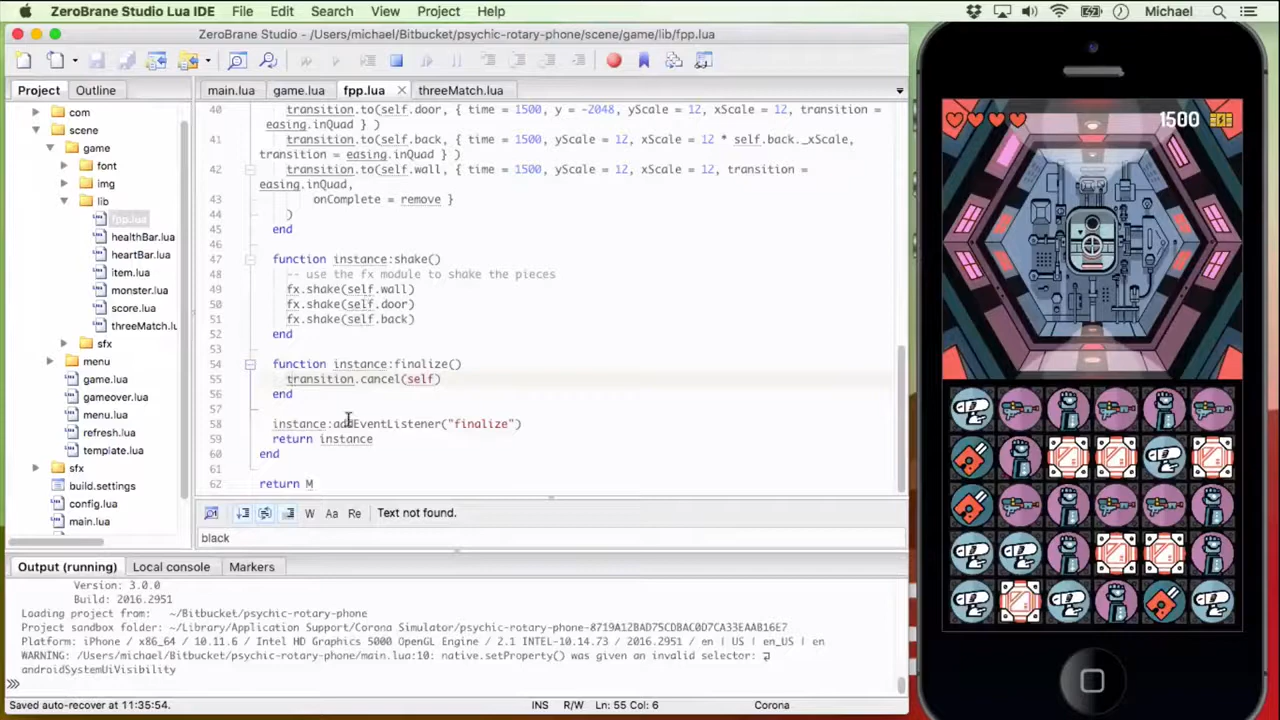 ZeroBrane Studio Lua IDE File Edit Search View Project Help Michael
ZeroBrane Studio - /Users/michael/Bitbucket/psychic-rotary-phone/scene/game/lib/fpp.lua
Project Outline
com
scene
game
font
img
lib
fpp.lua
healthBar.lua
heartBar.lua
item.lua
monster.lua
score.lua
threeMatch.lu
sfx
menu
game.lua
gameover.lua
menu.lua
refresh.lua
template.lua
sfx
build.settings
config.lua
main.lua
main.lua game.lua fpp.lua threeMatch.lua
40 transition.to(self.door, { time = 1500, y = -2048, yScale = 12, xScale = 12, transition =
easing.inQuad } )
41 transition.to(self.back, { time = 1500, yScale = 12, xScale = 12 * self.back._xScale,
transition = easing.inQuad } )
42 transition.to(self.wall, { time = 1500, yScale = 12, xScale = 12, transition =
easing.inQuad,
43 onComplete = remove }
44 )
45 end
46
47 function instance:shake()
48 -- use the fx module to shake the pieces
49 fx.shake(self.wall)
50 fx.shake(self.door)
51 fx.shake(self.back)
52 end
53
54 function instance:finalize()
55 transition.cancel(self)
56 end
57
58 instance:addEventListener("finalize")
59 return instance
60 end
61
62 return M
W Aa Re Text not found.
black
Output (running) Local console Markers
Version: 3.0.0
Build: 2016.2951
Loading project from: ~/Bitbucket/psychic-rotary-phone
Project sandbox folder: ~/Library/Application Support/Corona Simulator/psychic-rotary-phone-8719A12BAD75CDBAC0D7CA33EAA516E7
Platform: iPhone / x86_64 / 10.11.6 / Intel HD Graphics 5000 OpenGL Engine / 2.1 INTEL-10.14.73 / 2016.2951 / en | US | en_US | en
WARNING: /Users/michael/Bitbucket/psychic-rotary-phone/main.lua:10: native.setProperty() was given an invalid selector:
androidSystemUiVisibility
Saved auto-recover at 11:35:54. INS R/W Ln: 55 Col: 6 Corona
1500